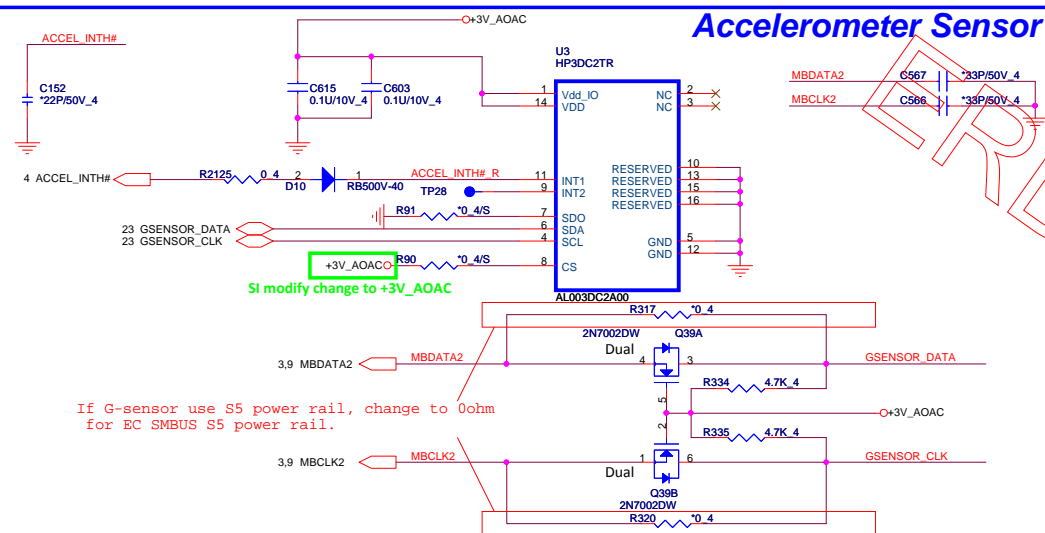 Accelerometer Sensor
+3V_AOAC
ACCEL_INTH#
C152
*22P/50V_4
C615
0.1U/10V_4
C603
0.1U/10V_4
U3
HP3DC2TR
1 Vdd_IO
14 VDD
NC 2
NC 3
MBDATA2
C567 *33P/50V_4
MBCLK2
C566 *33P/50V_4
4 ACCEL_INTH#
R2125 0_4
2 D10 1
RB500V-40
ACCEL_INTH#_R
TP28
11 INT1
9 INT2
RESERVED 10
RESERVED 13
RESERVED 15
RESERVED 16
R91 *0_4/S
7 SDO
23 GSENSOR_DATA
6 SDA
23 GSENSOR_CLK
4 SCL
GND 5
GND 12
+3V_AOAC
R90 *0_4/S
8 CS
SI modify change to +3V_AOAC
AL003DC2A00
R317 *0_4
2N7002DW Q39A
Dual
3,9 MBDATA2
MBDATA2
4 3
GSENSOR_DATA
R334 4.7K_4
5
+3V_AOAC
2
If G-sensor use S5 power rail, change to 0ohm
for EC SMBUS S5 power rail.
R335 4.7K_4
3,9 MBCLK2
MBCLK2
1 6
GSENSOR_CLK
Dual
Q39B
2N7002DW
R320 *0_4